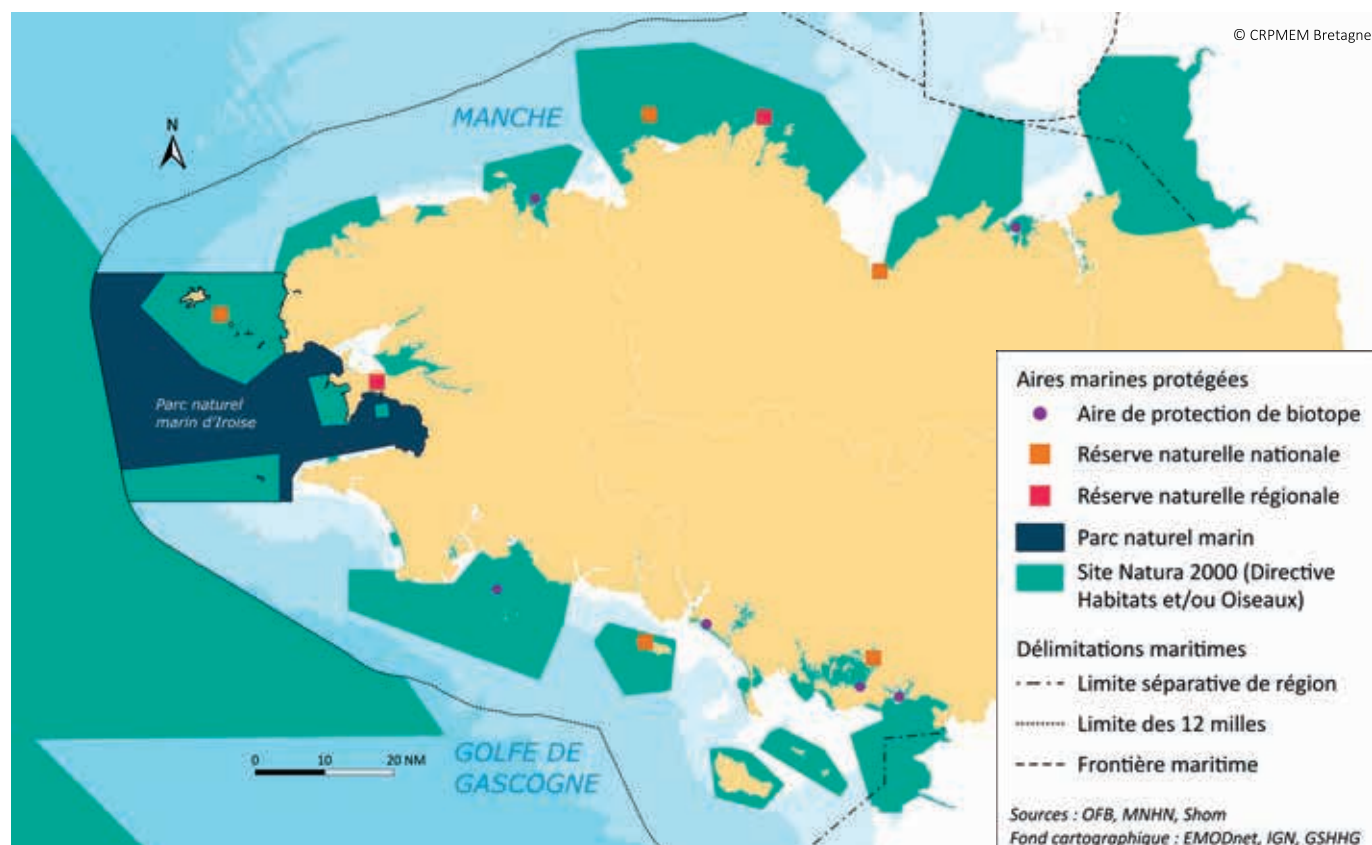 © CRPMEM Bretagne
MANCHE
N
Parc naturel
marin d'Iroise
GOLFE DE
GASCOGNE
0 10 20 NM
Aires marines protégées
Aire de protection de biotope
Réserve naturelle nationale
Réserve naturelle régionale
Parc naturel marin
Site Natura 2000 (Directive
Habitats et/ou Oiseaux)
Délimitations maritimes
Limite séparative de région
Limite des 12 milles
Frontière maritime
Sources : OFB, MNHN, Shom
Fond cartographique : EMODnet, IGN, GSHHG